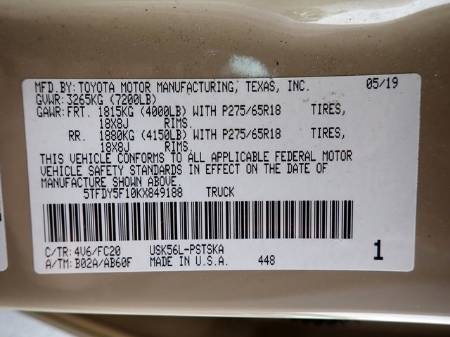 MFD.BY: TOYOTA MOTOR MANUFACTURING, TEXAS, INC. 05/19
GVWR: 3265KG (7200LB)
GAWR: FRT. 1815KG (4000LB) WITH P275/65R18 TIRES,
18X8J RIMS.
RR. 1880KG (4150LB) WITH P275/65R18 TIRES,
18X8J RIMS.
THIS VEHICLE CONFORMS TO ALL APPLICABLE FEDERAL MOTOR
VEHICLE SAFETY STANDARDS IN EFFECT ON THE DATE OF
MANUFACTURE SHOWN ABOVE.
5TFDY5F10KX849188 TRUCK
C/TR: 4V6/FC20 USK56L-PSTSKA 1
A/TM: B02A/AB60F MADE IN U.S.A. 448